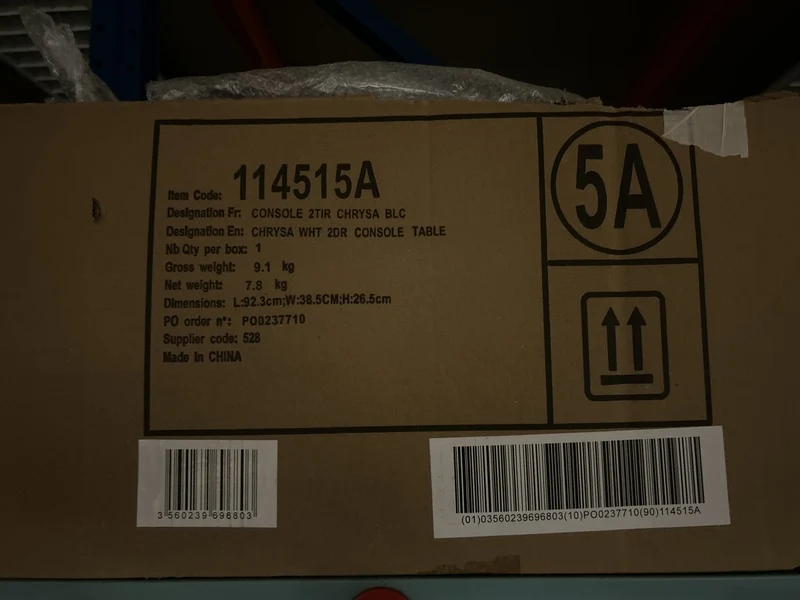 Item Code: 114515A
Designation Fr: CONSOLE 2TIR CHRYSA BLC
Designation En: CHRYSA WHT 2DR CONSOLE TABLE
Nb Qty per box: 1
Gross weight: 9.1 kg
Net weight: 7.8 kg
Dimensions: L:92.3cm;W:38.5CM;H:26.5cm
PO order n°: PO0237710
Supplier code: 528
Made In CHINA
5A
3 560239 696803
(01)03560239696803(10)PO0237710(90)114515A